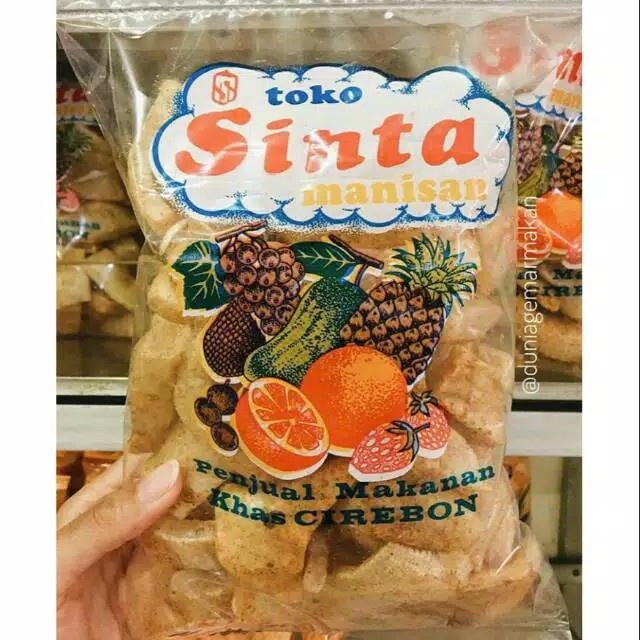 toko
Sinta
manisan
Penjual Makanan
Khas CIREBON
@duniagemarmakan